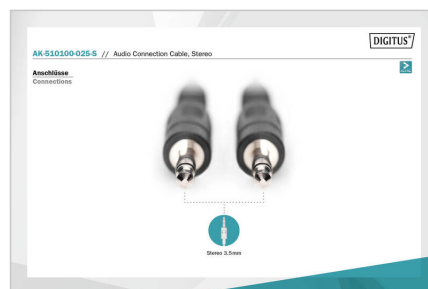 DIGITUS®
AK-510100-025-S // Audio Connection Cable, Stereo
Anschlüsse
Connections
Stereo 3.5mm